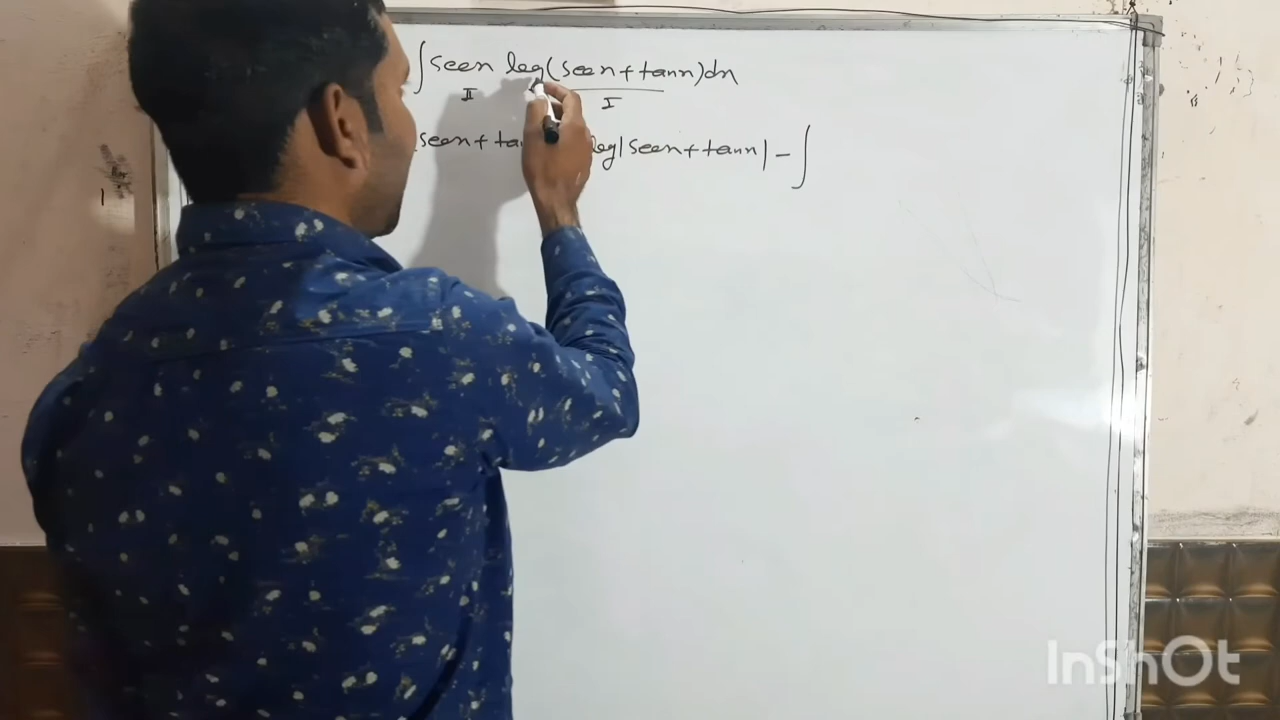 ∫ secx log(secx + tanx)dx
II I
secx + ta log|secx + tanx| - ∫
InShOt